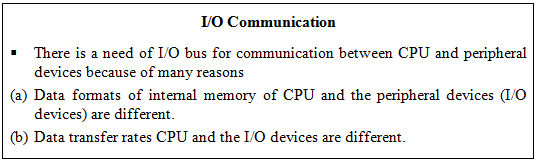 I/O Communication
▪ There is a need of I/O bus for communication between CPU and peripheral
devices because of many reasons
(a) Data formats of internal memory of CPU and the peripheral devices (I/O
devices) are different.
(b) Data transfer rates CPU and the I/O devices are different.